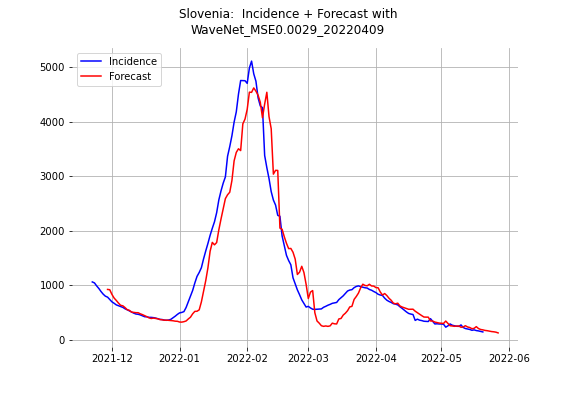 Slovenia:  Incidence + Forecast with
WaveNet_MSE0.0029_20220409
Incidence
Forecast
5000
4000
3000
2000
1000
0
2021-12 2022-01 2022-02 2022-03 2022-04 2022-05 2022-06